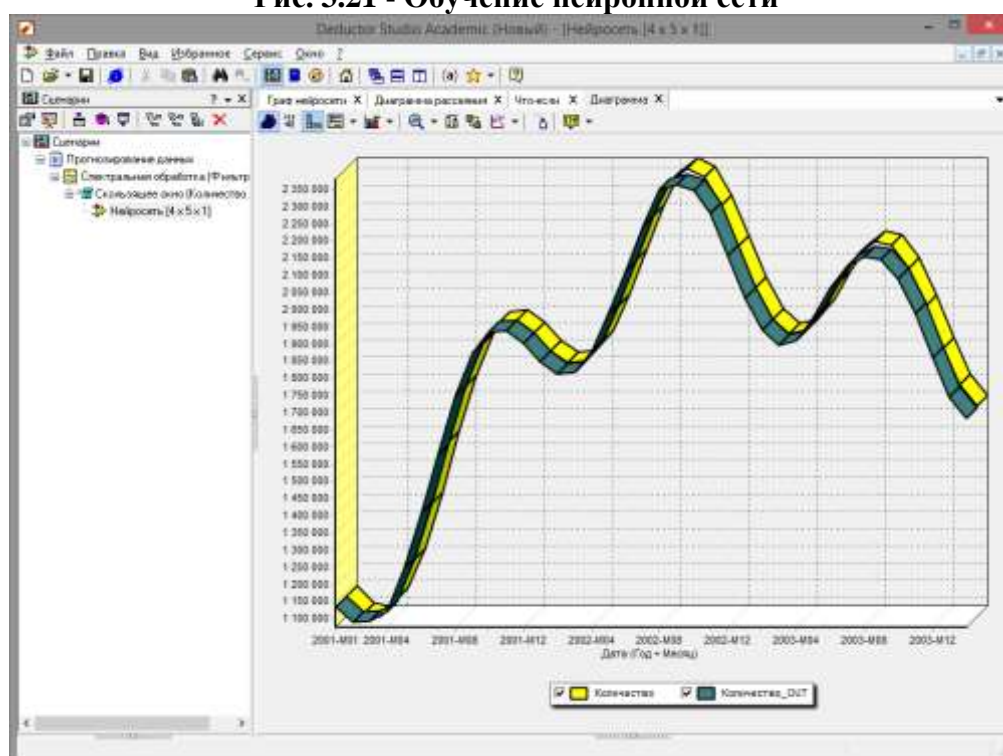 Рис. 5.21 - Обучение нейронной сети
Deductor Studio Academic (Новый) - [Нейросеть [4 x 5 x 1]]
Файл Правка Вид Избранное Сервис Окно ?
Сценарии
Граф нейросети X Диаграмма рассеяния X Что-если X Диаграмма X
Сценарии
Прогнозирование данных
Спектральная обработка (Фильтр
Скользящее окно (Количество
Нейросеть [4 x 5 x 1]
2 350 000
2 300 000
2 250 000
2 200 000
2 150 000
2 100 000
2 050 000
2 000 000
1 950 000
1 900 000
1 850 000
1 800 000
1 750 000
1 700 000
1 650 000
1 600 000
1 550 000
1 500 000
1 450 000
1 400 000
1 350 000
1 300 000
1 250 000
1 200 000
1 150 000
1 100 000
2001-M01 2001-M04 2001-M08 2001-M12 2002-M04 2002-M08 2002-M12 2003-M04 2003-M08 2003-M12
Дата (Год + Месяц)
Количество Количество_OUT